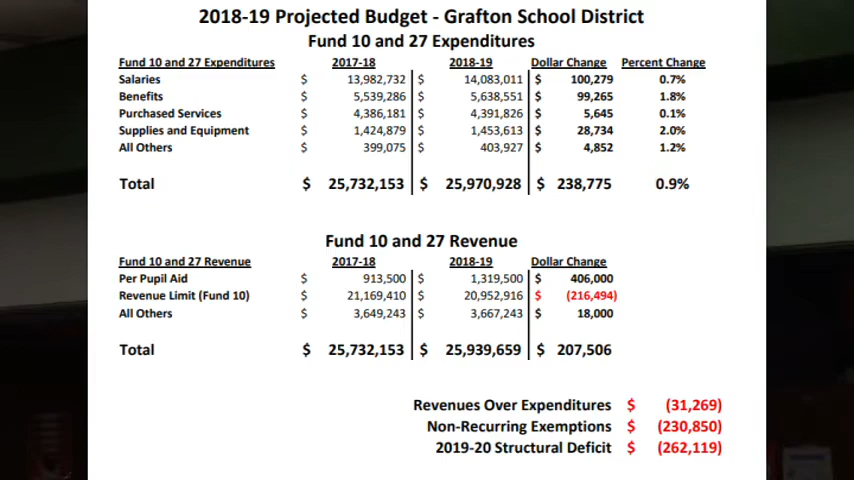 2018-19 Projected Budget - Grafton School District
Fund 10 and 27 Expenditures
Fund 10 and 27 Expenditures 2017-18 2018-19 Dollar Change Percent Change
Salaries $ 13,982,732 $ 14,083,011 $ 100,279 0.7%
Benefits $ 5,539,286 $ 5,638,551 $ 99,265 1.8%
Purchased Services $ 4,386,181 $ 4,391,826 $ 5,645 0.1%
Supplies and Equipment $ 1,424,879 $ 1,453,613 $ 28,734 2.0%
All Others $ 399,075 $ 403,927 $ 4,852 1.2%
Total $ 25,732,153 $ 25,970,928 $ 238,775 0.9%
Fund 10 and 27 Revenue
Fund 10 and 27 Revenue 2017-18 2018-19 Dollar Change
Per Pupil Aid $ 913,500 $ 1,319,500 $ 406,000
Revenue Limit (Fund 10) $ 21,169,410 $ 20,952,916 $ (216,494)
All Others $ 3,649,243 $ 3,667,243 $ 18,000
Total $ 25,732,153 $ 25,939,659 $ 207,506
Revenues Over Expenditures $ (31,269)
Non-Recurring Exemptions $ (230,850)
2019-20 Structural Deficit $ (262,119)